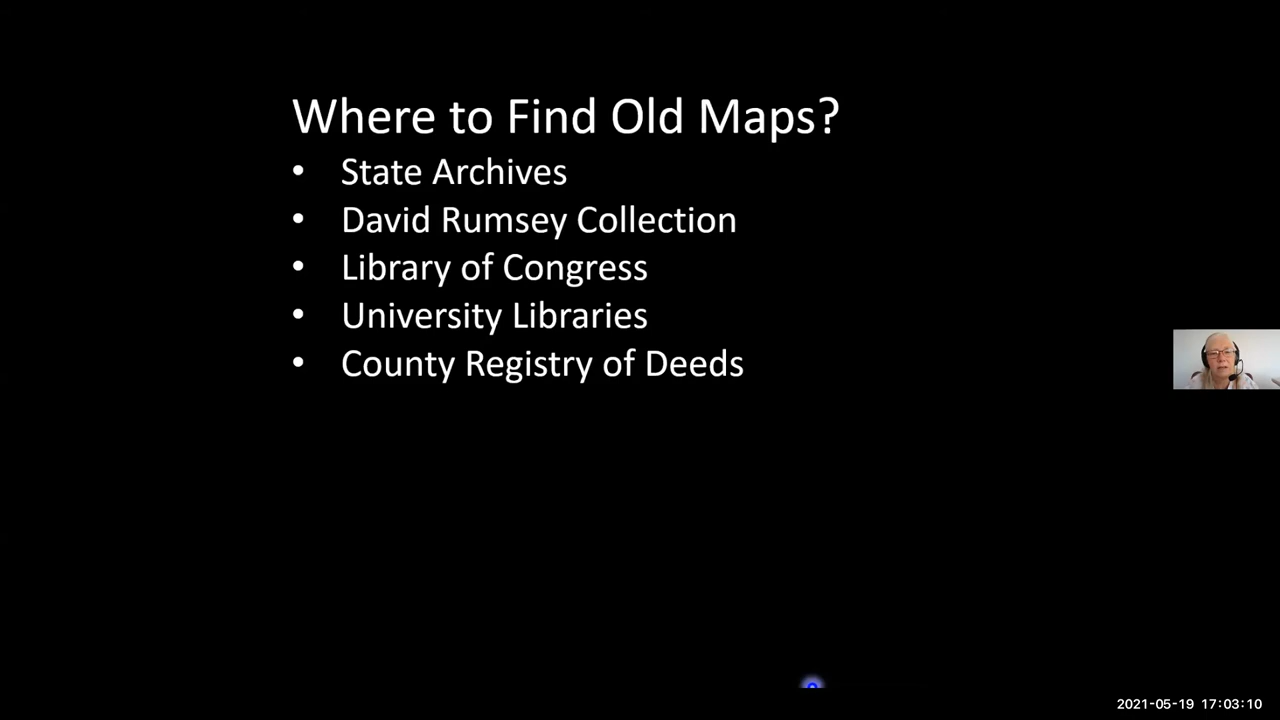 Where to Find Old Maps?
• State Archives
• David Rumsey Collection
• Library of Congress
• University Libraries
• County Registry of Deeds
2021-05-19 17:03:10